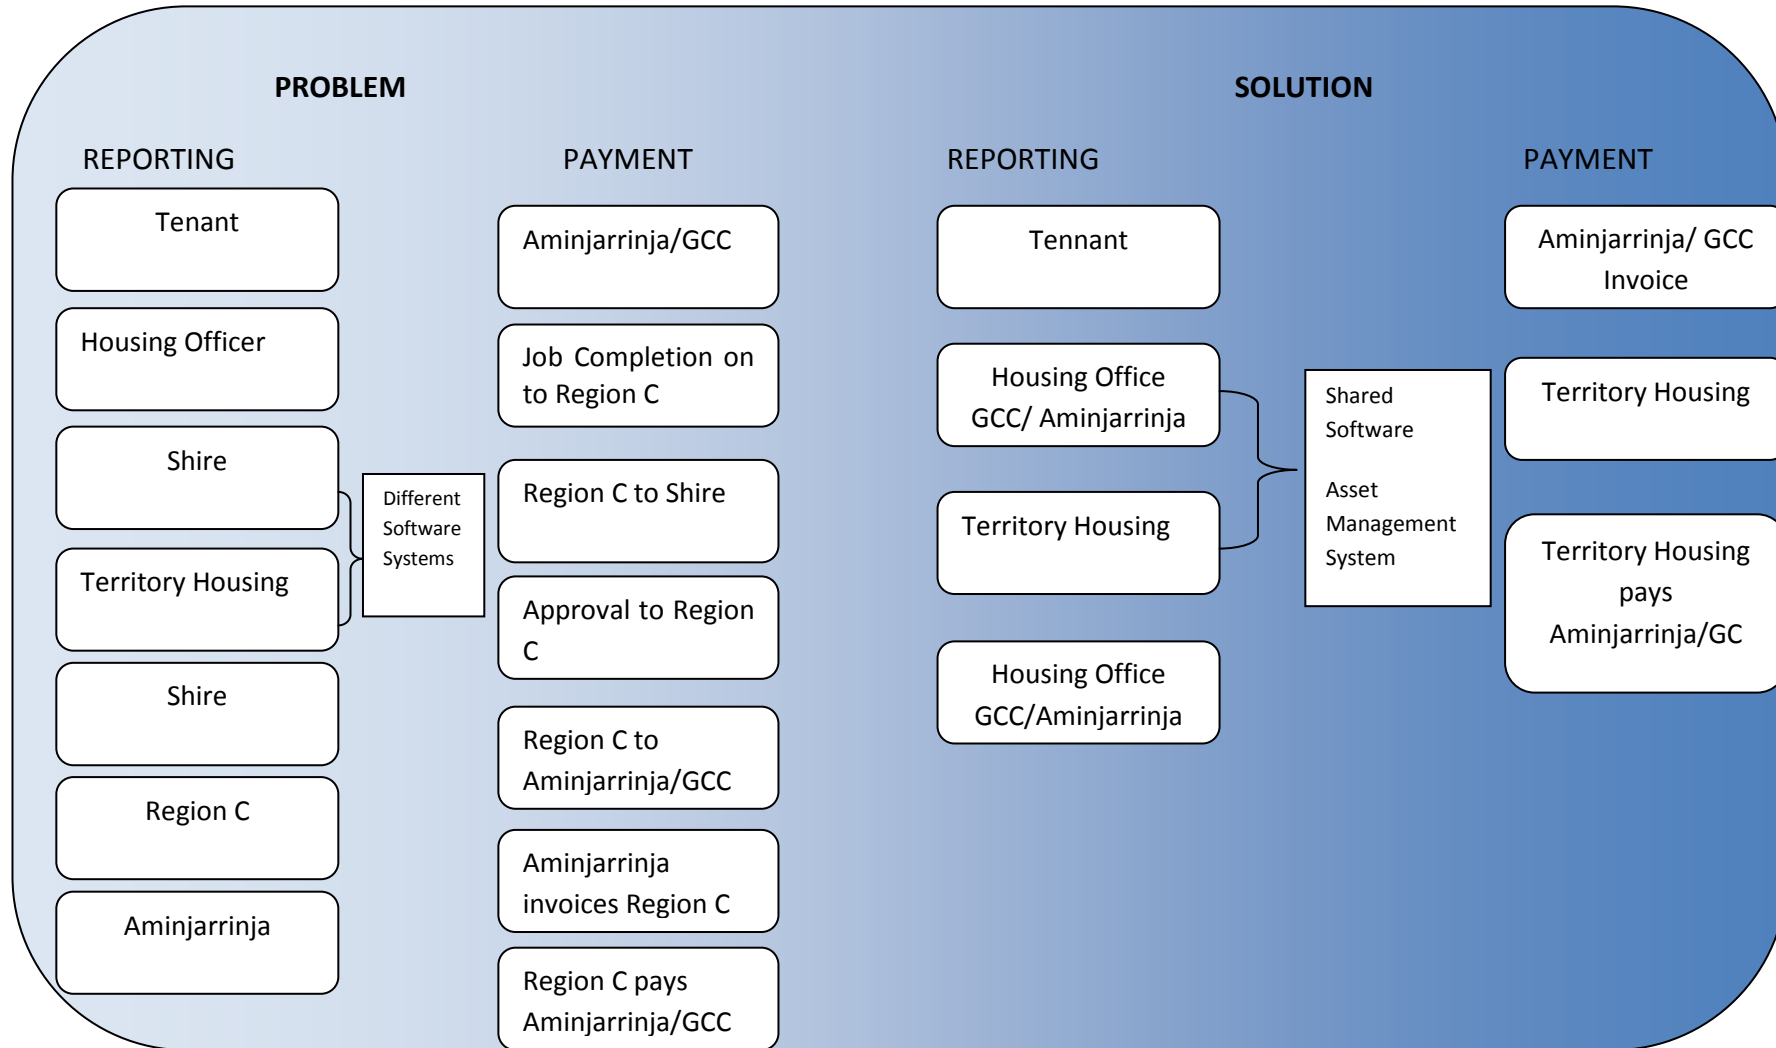 PROBLEM
REPORTING
Tenant
Housing Officer
Shire
Territory Housing
Shire
Region C
Aminjarrinja
Different
Software
Systems
PAYMENT
Aminjarrinja/GCC
Job Completion on
to Region C
Region C to Shire
Approval to Region
C
Region C to
Aminjarrinja/GCC
Aminjarrinja
invoices Region C
Region C pays
Aminjarrinja/GCC
SOLUTION
REPORTING
Tennant
Housing Office
GCC/ Aminjarrinja
Territory Housing
Housing Office
GCC/Aminjarrinja
Shared
Software
Asset
Management
System
PAYMENT
Aminjarrinja/ GCC
Invoice
Territory Housing
Territory Housing
pays
Aminjarrinja/GC